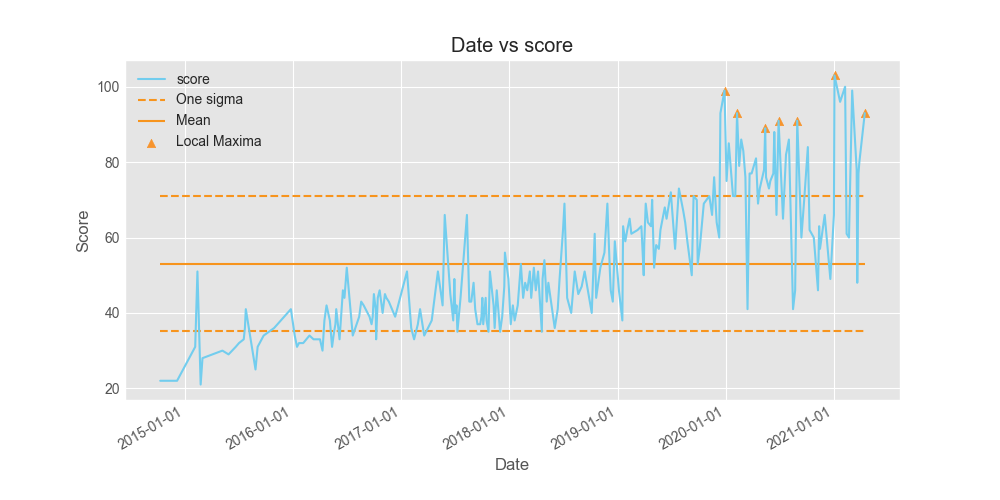 Date vs score
score
One sigma
Mean
Local Maxima
100
80
60
40
20
Score
2015-01-01
2016-01-01
2017-01-01
2018-01-01
2019-01-01
2020-01-01
2021-01-01
Date